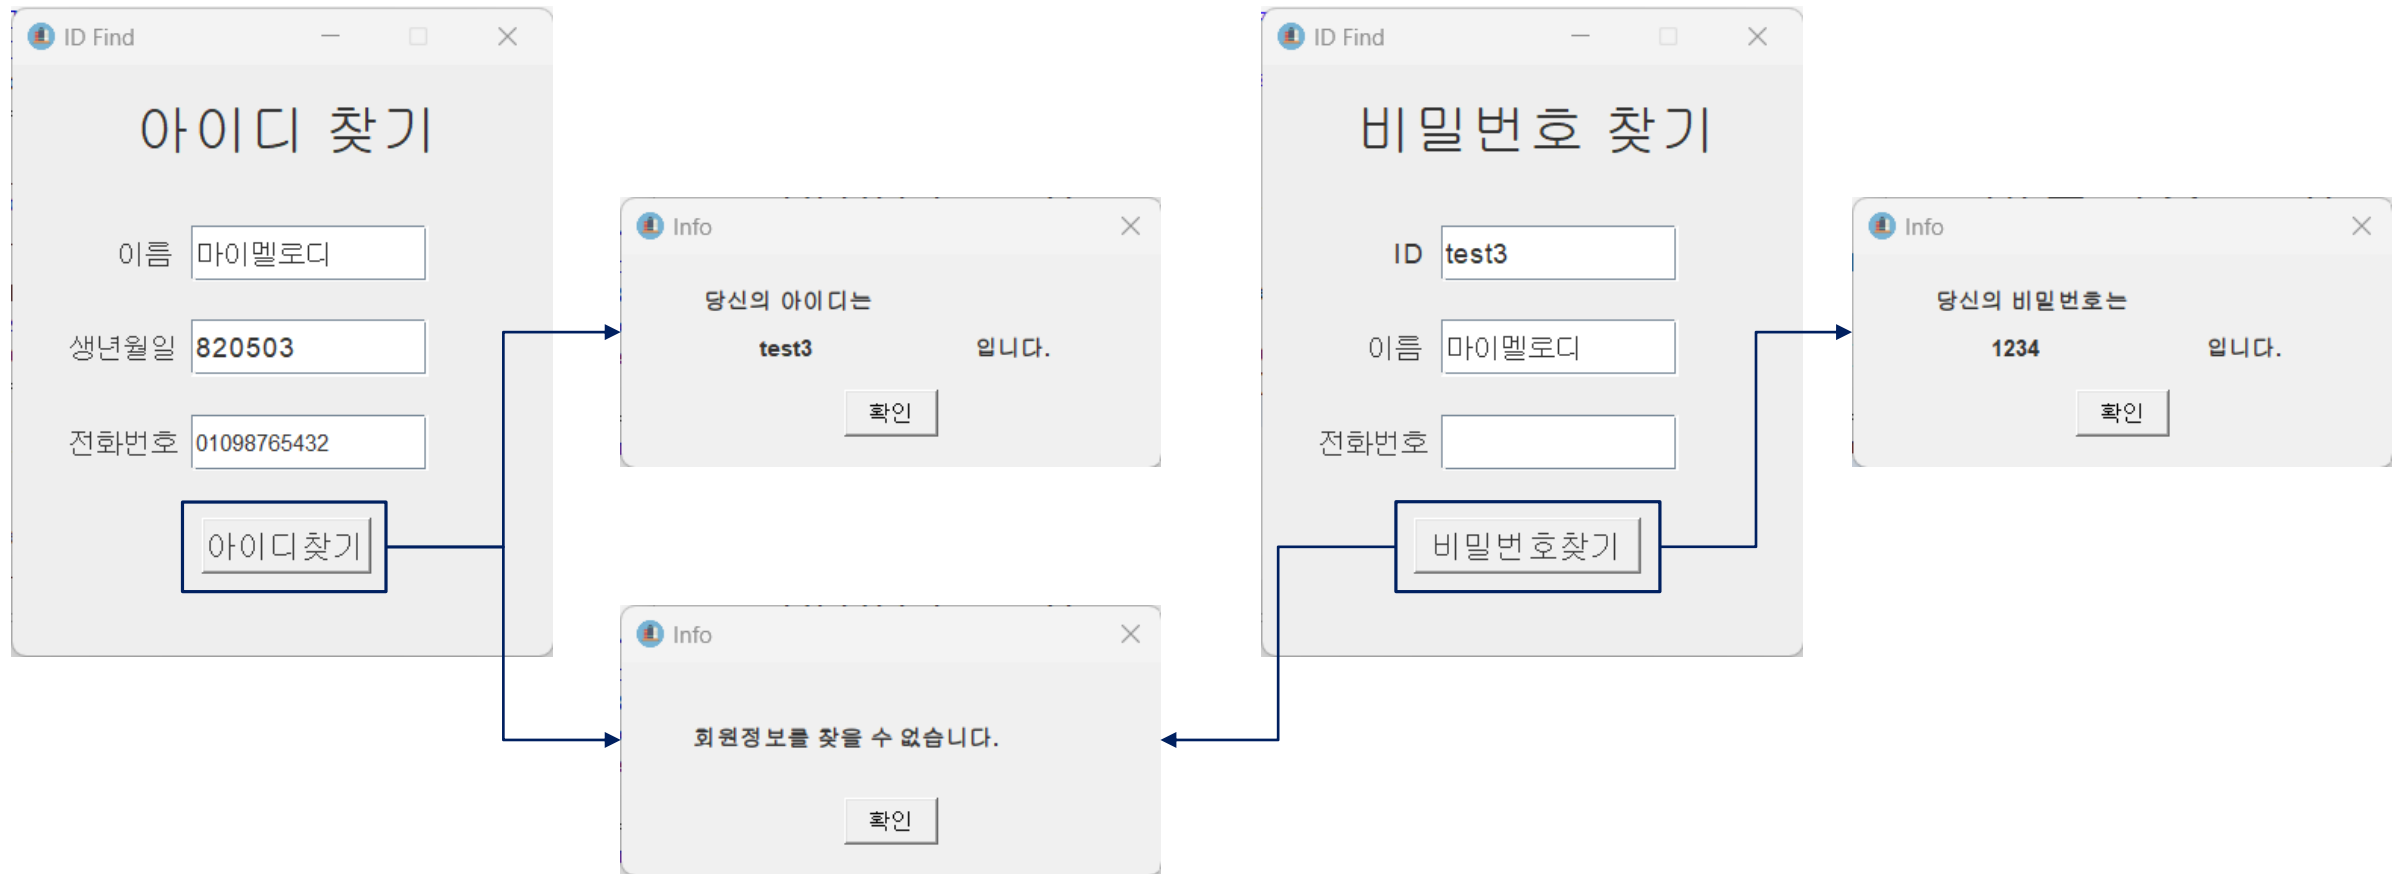 ID Find
아이디 찾기
이름 마이멜로디
생년월일 820503
전화번호 01098765432
아이디찾기
Info
당신의 아이디는
test3 입니다.
확인
Info
회원정보를 찾을 수 없습니다.
확인
ID Find
비밀번호 찾기
ID test3
이름 마이멜로디
전화번호
비밀번호찾기
Info
당신의 비밀번호는
1234 입니다.
확인